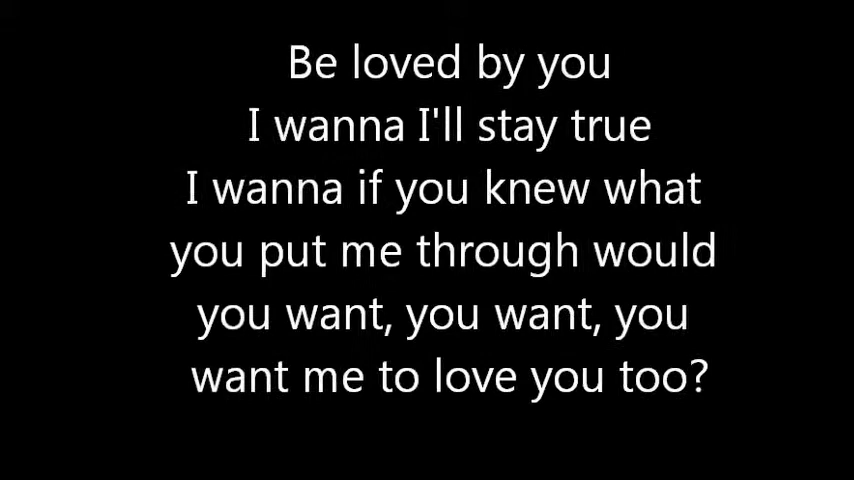 Be loved by you
I wanna I'll stay true
I wanna if you knew what
you put me through would
you want, you want, you
want me to love you too?